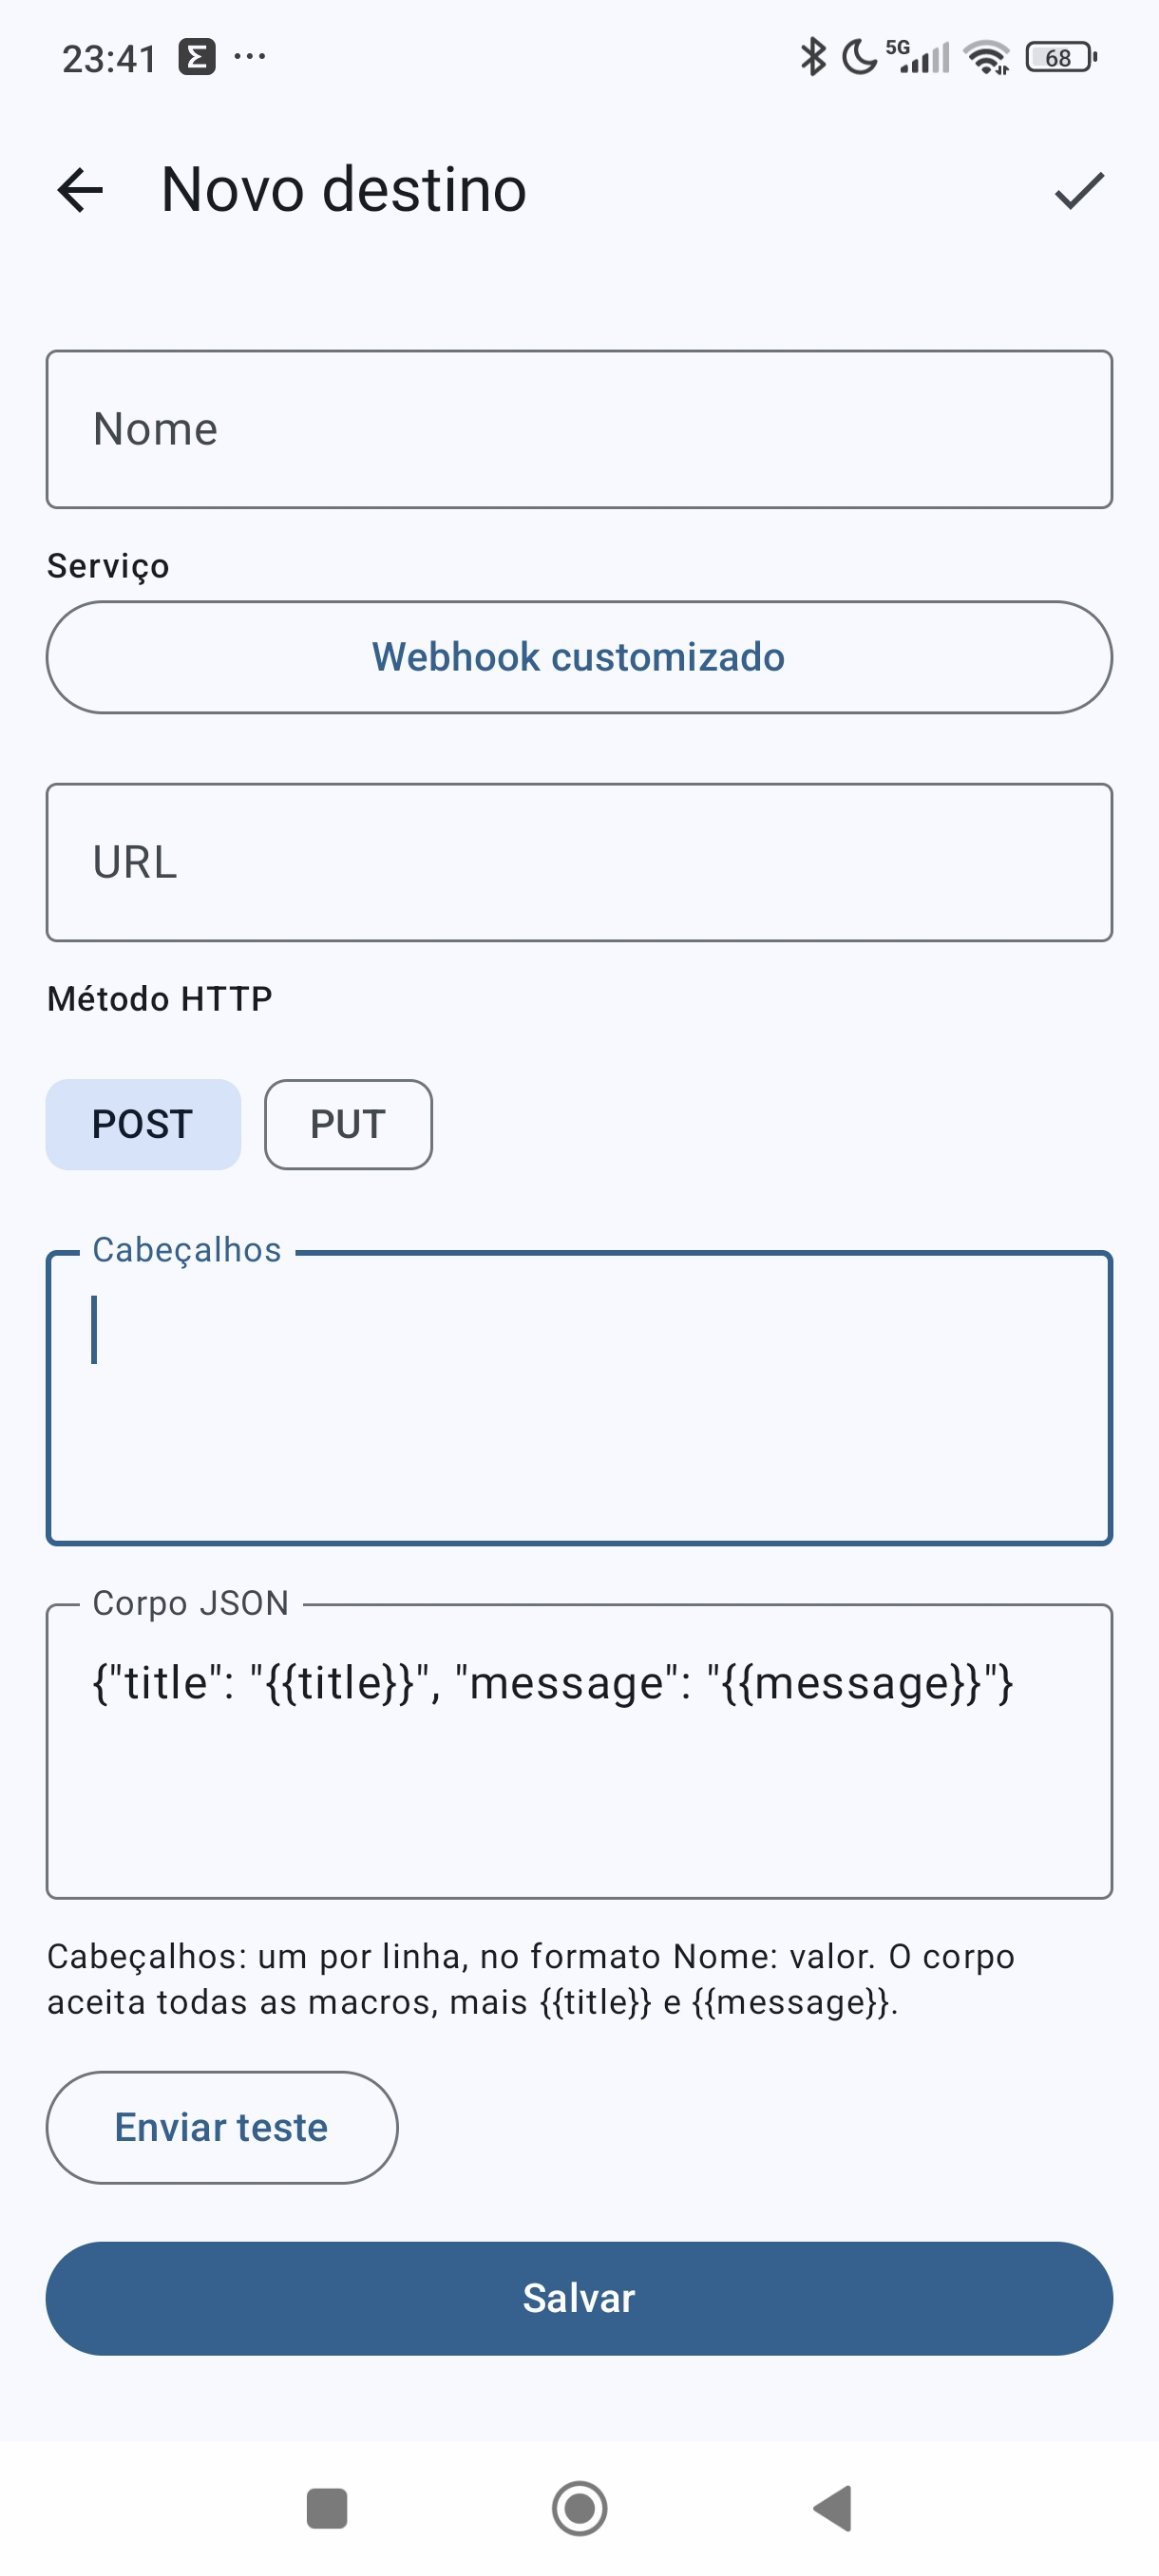 23:41
5G
68
Novo destino
Nome
Serviço
Webhook customizado
URL
Método HTTP
POST
PUT
Cabeçalhos
Corpo JSON
{"title": "{{title}}", "message": "{{message}}"}
Cabeçalhos: um por linha, no formato Nome: valor. O corpo
aceita todas as macros, mais {{title}} e {{message}}.
Enviar teste
Salvar